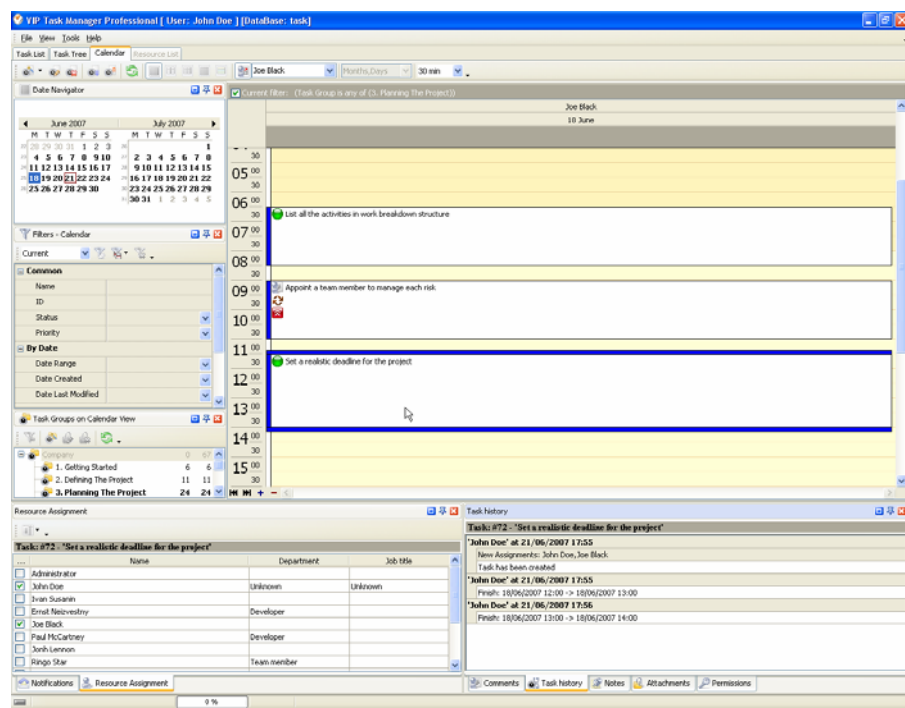 VIP Task Manager Professional [ User: John Doe ] [DataBase: task]
File View Tools Help
Task List Task Tree Calendar Resource List
Joe Black Months,Days 30 min
Date Navigator
June 2007 July 2007
M T W T F S S M T W T F S S
28 29 30 31 1 2 3 1
4 5 6 7 8 9 10 2 3 4 5 6 7 8
11 12 13 14 15 16 17 9 10 11 12 13 14 15
18 19 20 21 22 23 24 16 17 18 19 20 21 22
25 26 27 28 29 30 23 24 25 26 27 28 29
30 31 1 2 3 4 5
Filters - Calendar
Current
Common
Name
ID
Status
Priority
By Date
Date Range
Date Created
Date Last Modified
Task Groups on Calendar View
Company 0 67
1. Getting Started 6 6
2. Defining The Project 11 11
3. Planning The Project 24 24
Current filter: (Task Group is any of (3. Planning The Project))
Joe Black
18 June
30
05 00
30
06 00
30 List all the activities in work breakdown structure
07 00
30
08 00
30
09 00 Appoint a team member to manage each risk
30
10 00
30
11 00
30 Set a realistic deadline for the project
12 00
30
13 00
30
14 00
30
15 00
30
Resource Assignment
Task: #72 - 'Set a realistic deadline for the project'
... Name Department Job title
Administrator
John Doe Unknown Unknown
Ivan Susanin
Ernst Neizvestny Developer
Joe Black
Paul McCartney Developer
Jonh Lennon
Ringo Star Team member
Notifications Resource Assignment
Task history
Task: #72 - 'Set a realistic deadline for the project'
'John Doe' at 21/06/2007 17:55
New Assignments: John Doe,Joe Black
Task has been created
'John Doe' at 21/06/2007 17:55
Finish: 18/06/2007 12:00 -> 18/06/2007 13:00
'John Doe' at 21/06/2007 17:56
Finish: 18/06/2007 13:00 -> 18/06/2007 14:00
Comments Task history Notes Attachments Permissions
0 %